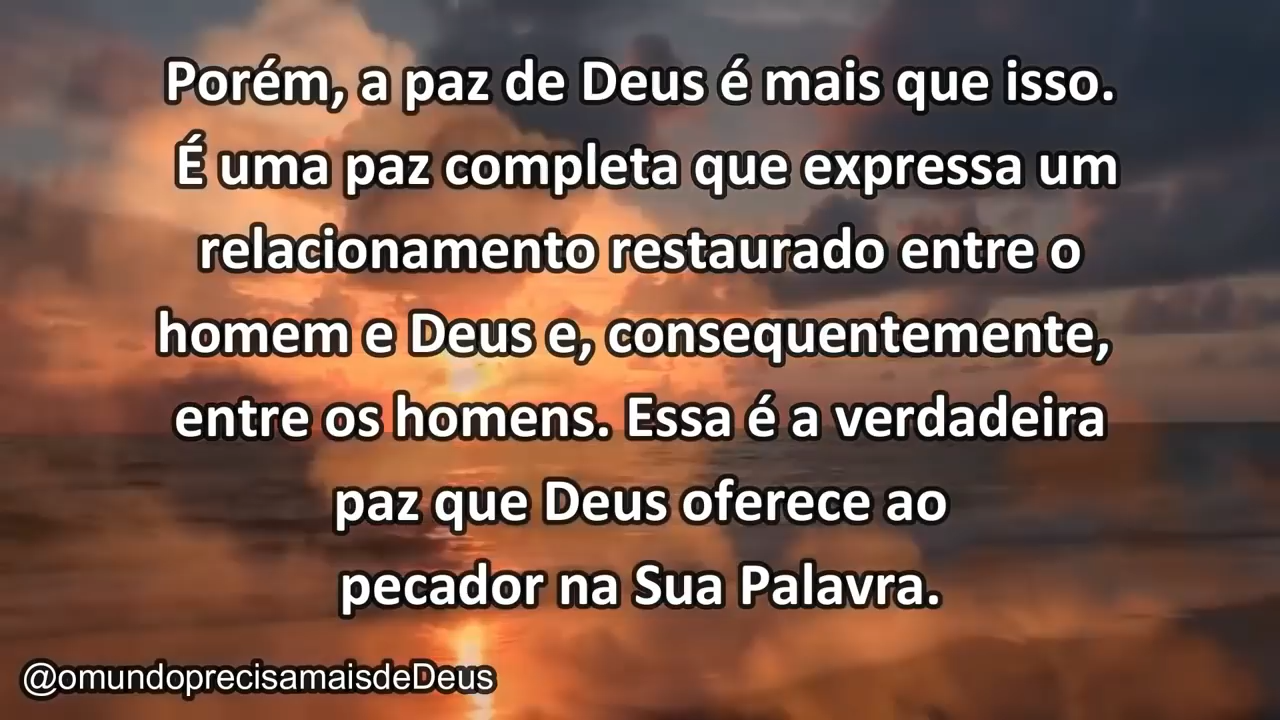 Porém, a paz de Deus é mais que isso.
É uma paz completa que expressa um
relacionamento restaurado entre o
homem e Deus e, consequentemente,
entre os homens. Essa é a verdadeira
paz que Deus oferece ao
pecador na Sua Palavra.
@omundoprecisamaisdeDeus